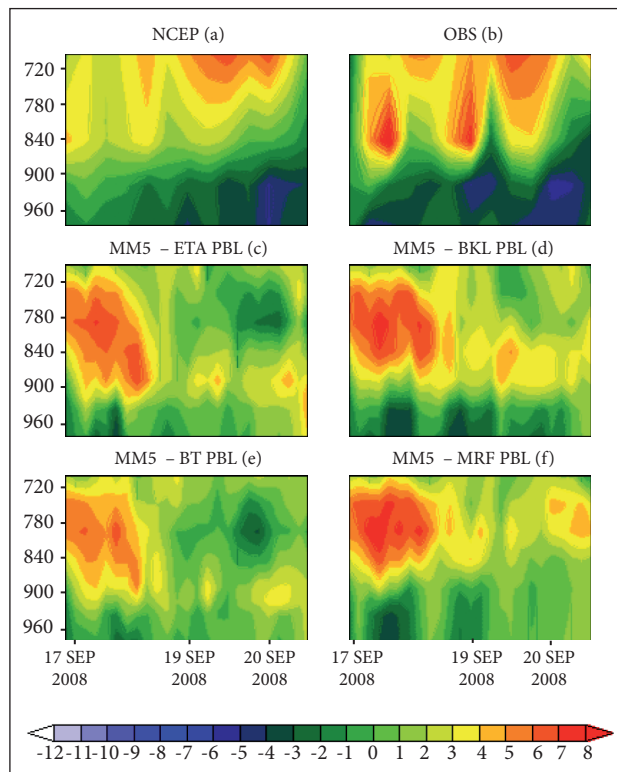 NCEP (a)
OBS (b)
720
780
840
900
960
MM5 – ETA PBL (c)
MM5 – BKL PBL (d)
720
780
840
900
960
MM5 – BT PBL (e)
MM5 – MRF PBL (f)
720
780
840
900
960
17 SEP 2008
19 SEP 2008
20 SEP 2008
17 SEP 2008
19 SEP 2008
20 SEP 2008
-12 -11 -10 -9 -8 -7 -6 -5 -4 -3 -2 -1 0 1 2 3 4 5 6 7 8